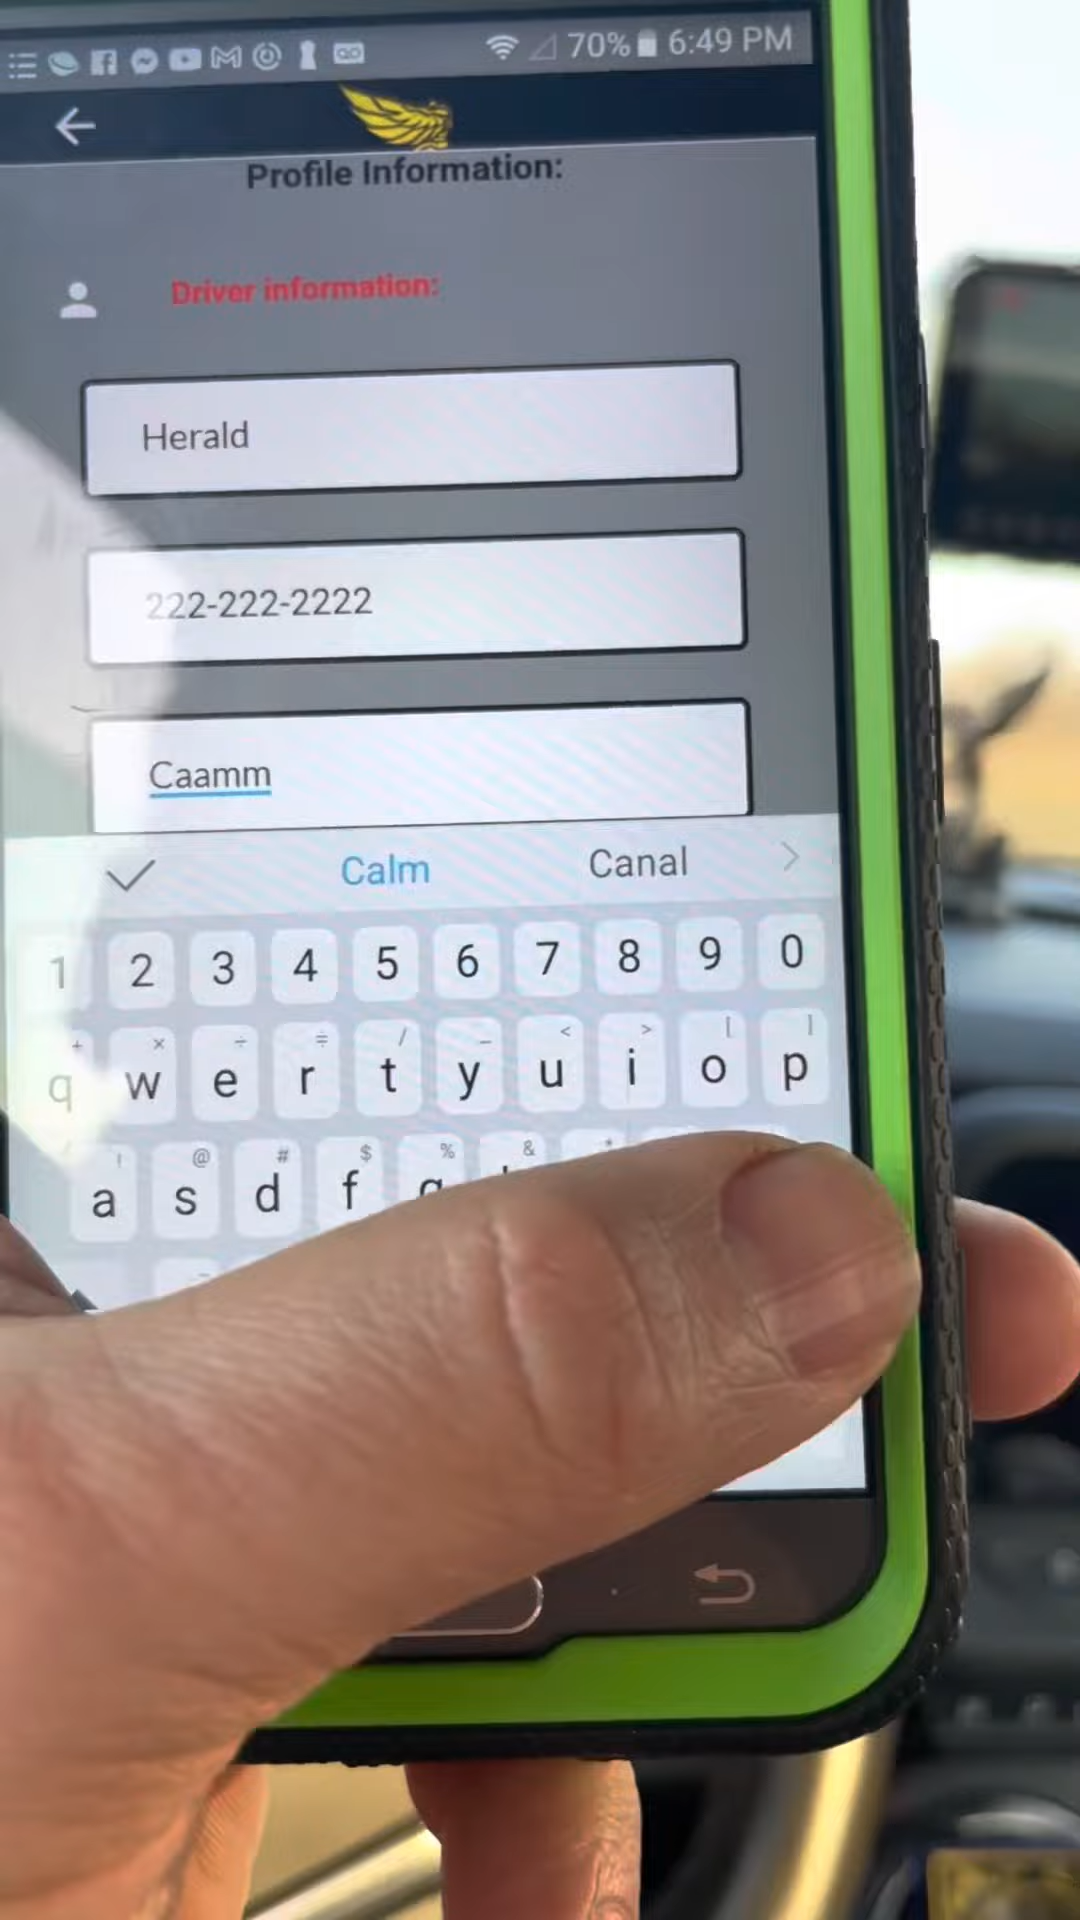 70% 6:49 PM
Profile Information:
Driver information:
Herald
222-222-2222
Caamm
Calm Canal >
1 2 3 4 5 6 7 8 9 0
+ × ÷ = / _ < > [ ]
q w e r t y u i o p
! @ # $ % & *
a s d f g